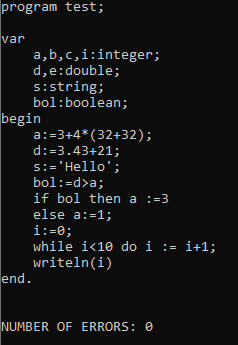 program test;
var
a,b,c,i:integer;
d,e:double;
s:string;
bol:boolean;
begin
a:=3+4*(32+32);
d:=3.43+21;
s:='Hello';
bol:=d>a;
if bol then a :=3
else a:=1;
i:=0;
while i<10 do i := i+1;
writeln(i)
end.
NUMBER OF ERRORS: 0